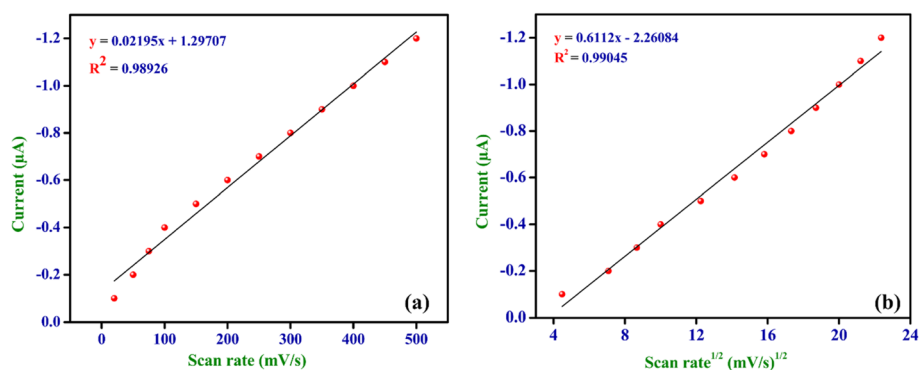 y = 0.02195x + 1.29707
R² = 0.98926
-1.2
-1.0
-0.8
-0.6
-0.4
-0.2
0.0
Current (µA)
0 100 200 300 400 500
Scan rate (mV/s)
(a)
y = 0.6112x - 2.26084
R² = 0.99045
-1.2
-1.0
-0.8
-0.6
-0.4
-0.2
0.0
Current (µA)
4 8 12 16 20 24
Scan rate^1/2 (mV/s)^1/2
(b)